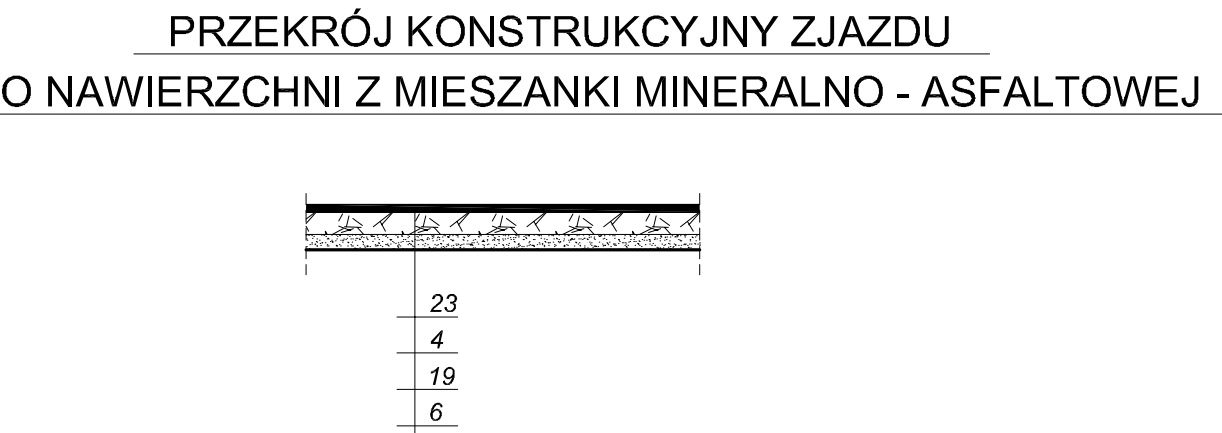 PRZEKRÓJ KONSTRUKCYJNY ZJAZDU
O NAWIERZCHNI Z MIESZANKI MINERALNO - ASFALTOWEJ
23
4
19
6